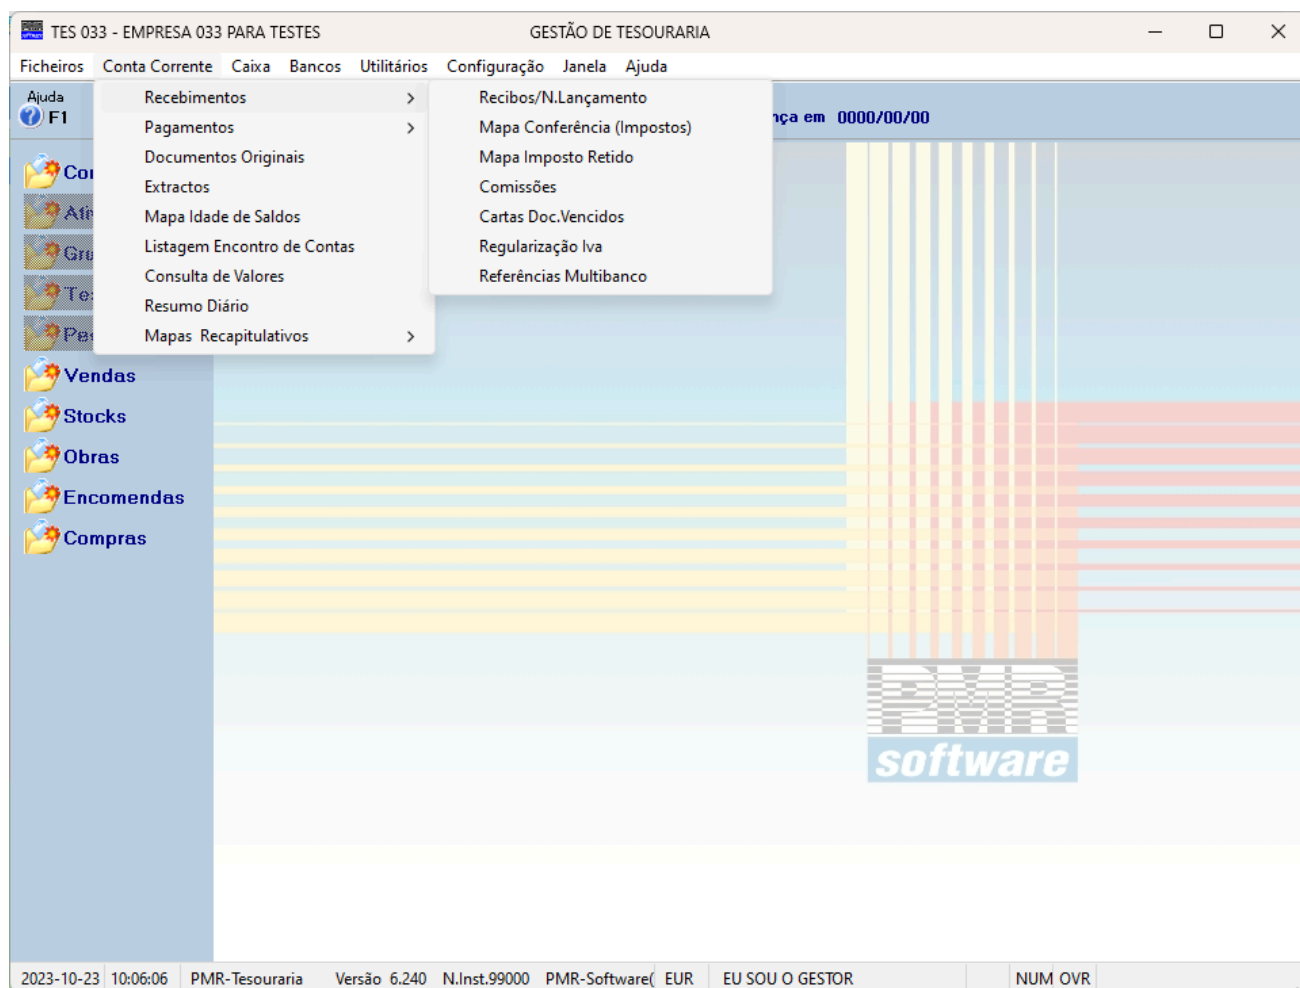 TES 033 - EMPRESA 033 PARA TESTES GESTÃO DE TESOURARIA
Ficheiros Conta Corrente Caixa Bancos Utilitários Configuração Janela Ajuda
Ajuda
F1
em 0000/00/00
Recebimentos
Pagamentos
Documentos Originais
Extractos
Mapa Idade de Saldos
Listagem Encontro de Contas
Consulta de Valores
Resumo Diário
Mapas Recapitulativos
Recibos/N.Lançamento
Mapa Conferência (Impostos)
Mapa Imposto Retido
Comissões
Cartas Doc.Vencidos
Regularização Iva
Referências Multibanco
Vendas
Stocks
Obras
Encomendas
Compras
PMR
software
2023-10-23 10:06:06 PMR-Tesouraria Versão 6.240 N.Inst.99000 PMR-Software( EUR EU SOU O GESTOR NUM OVR